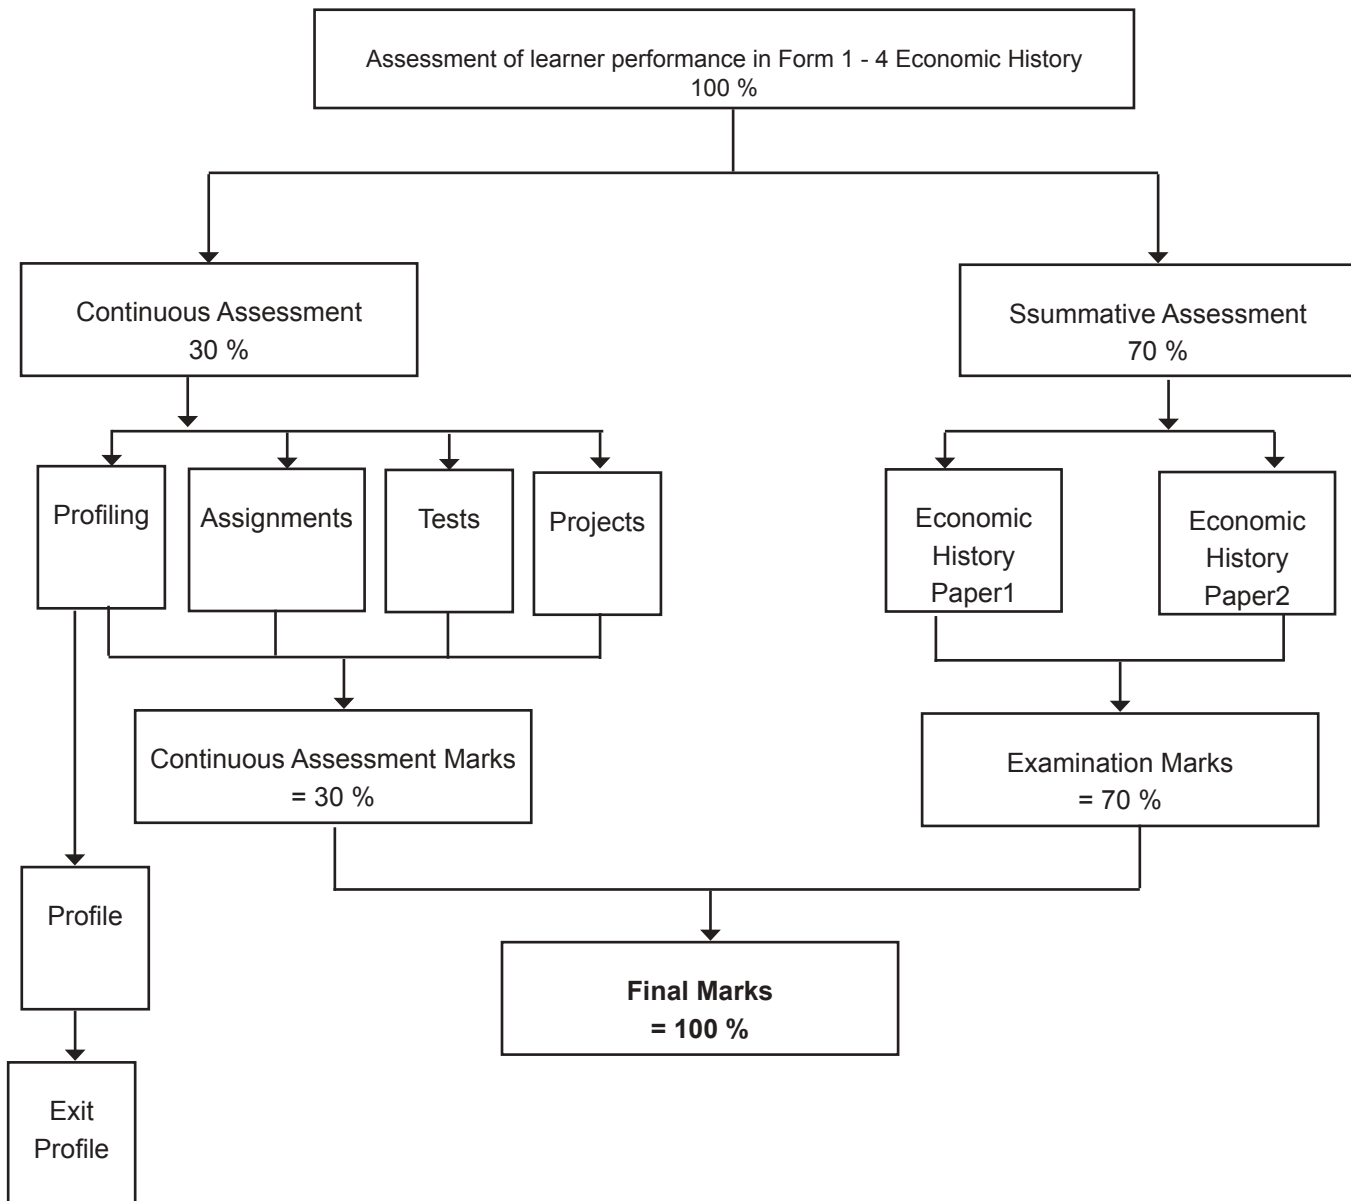 Assessment of learner performance in Form 1 - 4 Economic History
100 %
Continuous Assessment
30 %
Ssummative Assessment
70 %
Profiling
Assignments
Tests
Projects
Economic
History
Paper1
Economic
History
Paper2
Continuous Assessment Marks
= 30 %
Examination Marks
= 70 %
Profile
Final Marks
= 100 %
Exit
Profile